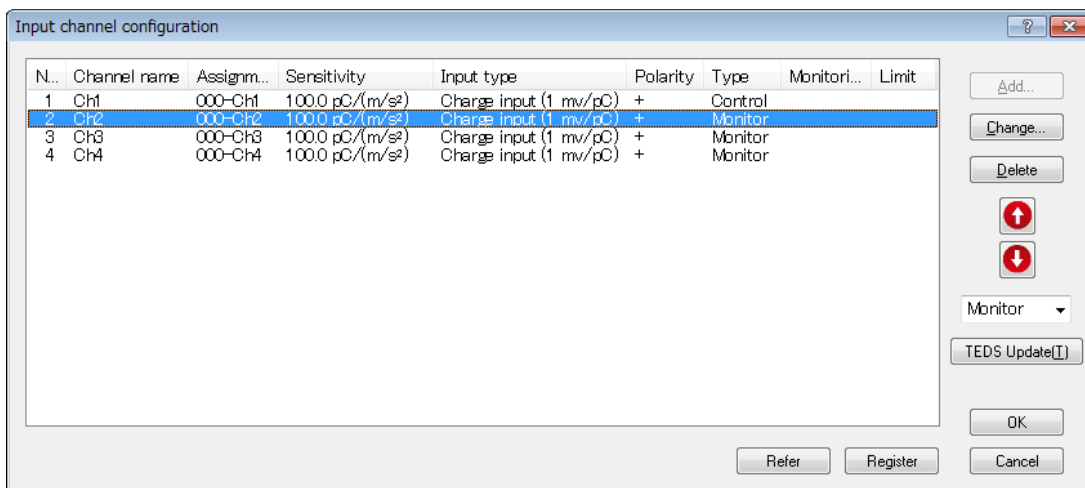 Input channel configuration
N... Channel name Assignm... Sensitivity Input type Polarity Type Monitori... Limit
1 Ch1 000-Ch1 100.0 pC/(m/s²) Charge input (1 mv/pC) + Control
2 Ch2 000-Ch2 100.0 pC/(m/s²) Charge input (1 mv/pC) + Monitor
3 Ch3 000-Ch3 100.0 pC/(m/s²) Charge input (1 mv/pC) + Monitor
4 Ch4 000-Ch4 100.0 pC/(m/s²) Charge input (1 mv/pC) + Monitor
Add...
Change...
Delete
Monitor
TEDS Update(T)
OK
Refer Register Cancel